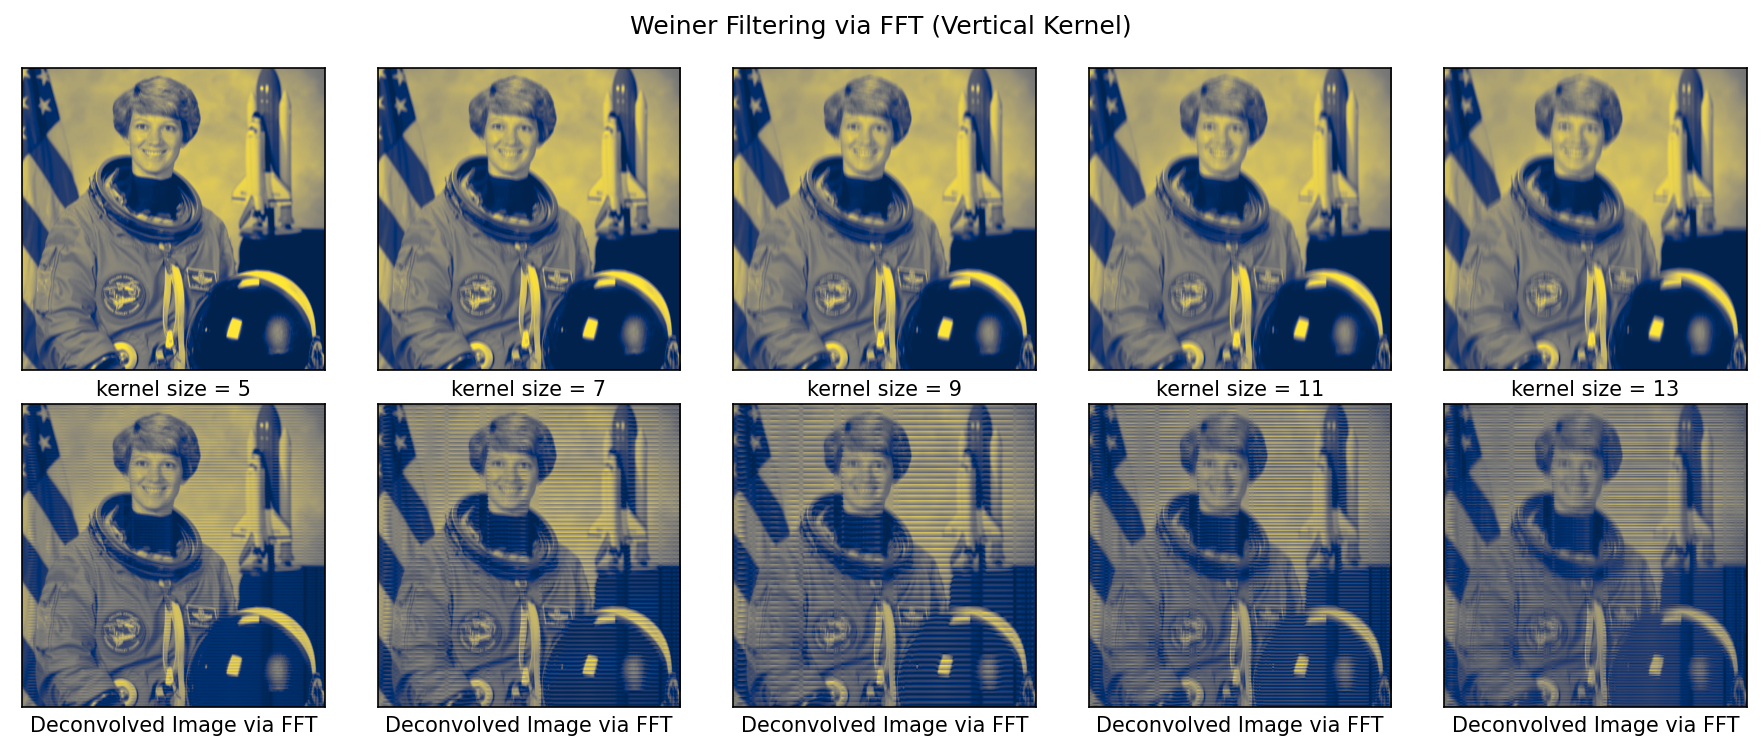 Weiner Filtering via FFT (Vertical Kernel)
kernel size = 5
kernel size = 7
kernel size = 9
kernel size = 11
kernel size = 13
Deconvolved Image via FFT
Deconvolved Image via FFT
Deconvolved Image via FFT
Deconvolved Image via FFT
Deconvolved Image via FFT